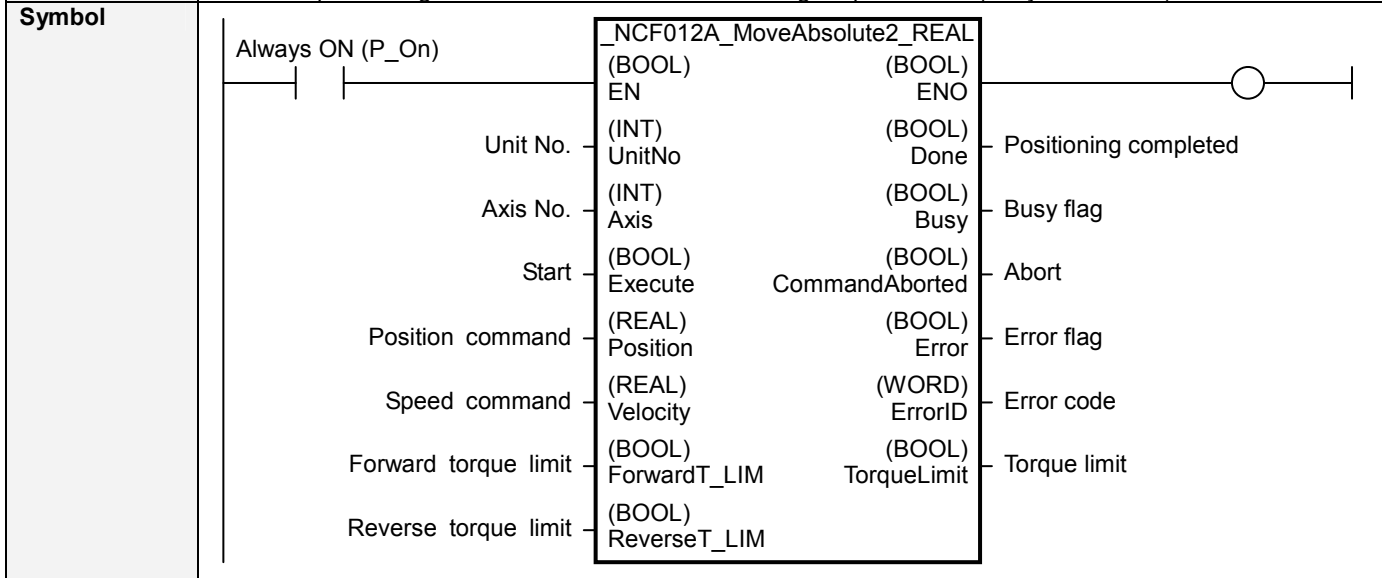 Symbol
Always ON (P_On)
_NCF012A_MoveAbsolute2_REAL
(BOOL) (BOOL)
EN ENO
(INT) (BOOL)
Unit No. UnitNo Done Positioning completed
(INT) (BOOL)
Axis No. Axis Busy Busy flag
(BOOL) (BOOL)
Start Execute CommandAborted Abort
(REAL) (BOOL)
Position command Position Error Error flag
(REAL) (WORD)
Speed command Velocity ErrorID Error code
(BOOL) (BOOL)
Forward torque limit ForwardT_LIM TorqueLimit Torque limit
(BOOL)
Reverse torque limit ReverseT_LIM